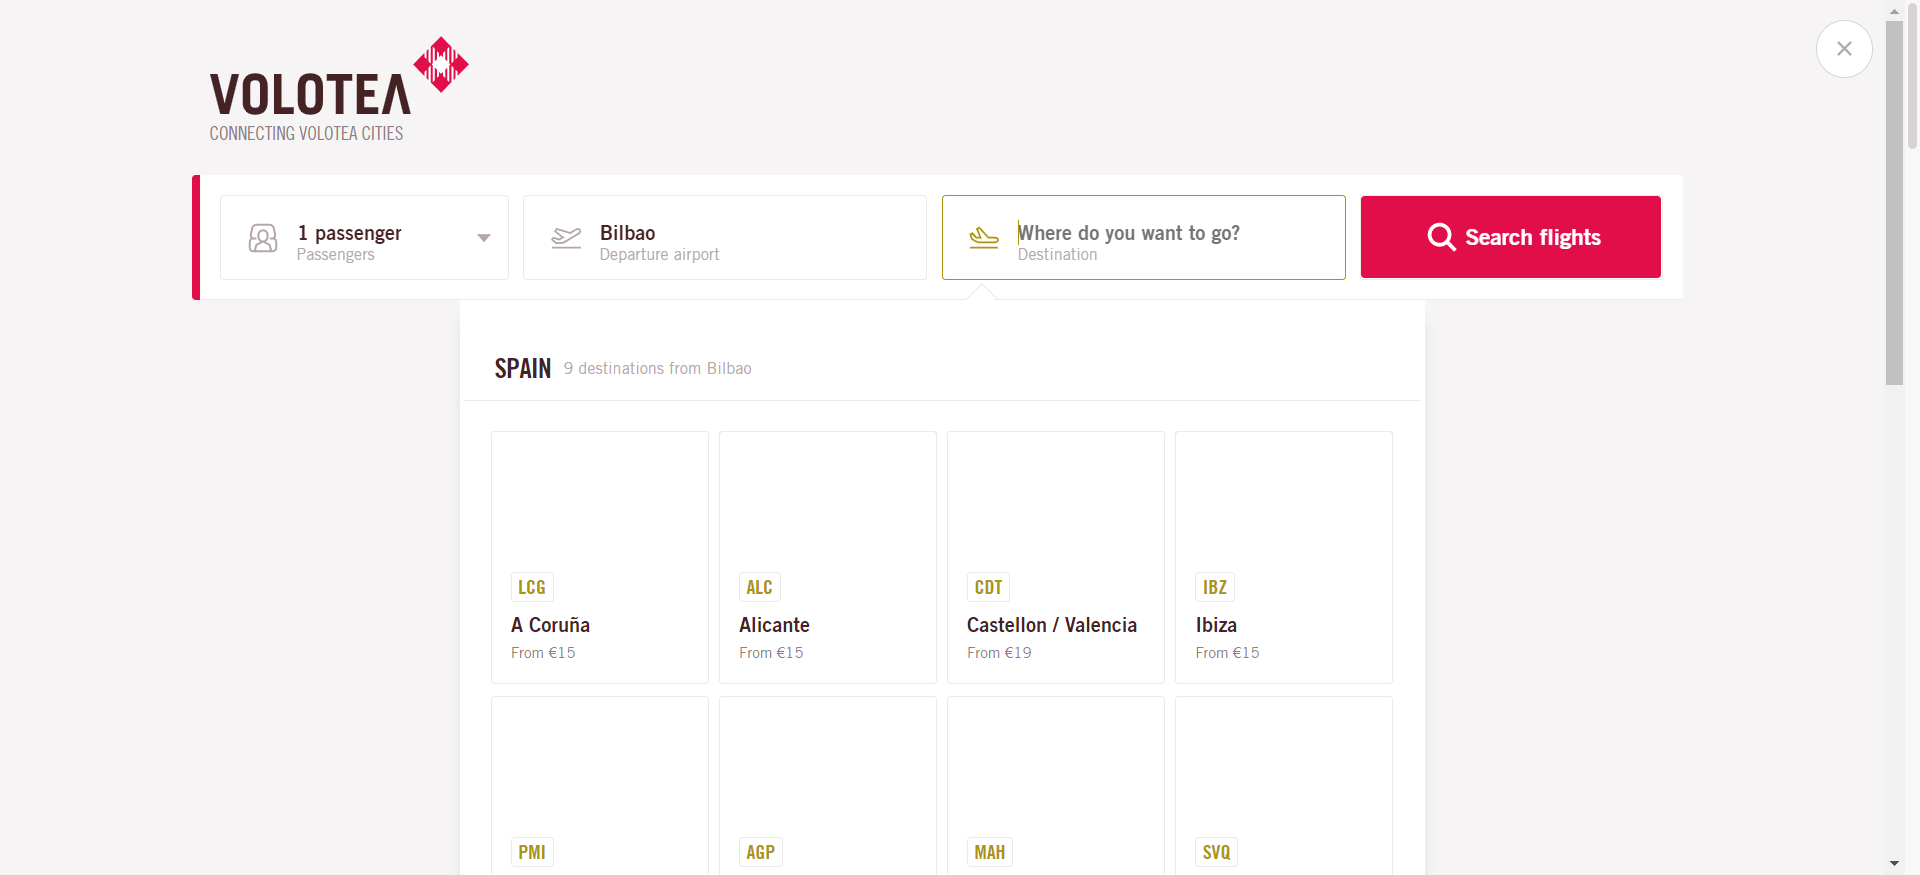 VOLOTEA
CONNECTING VOLOTEA CITIES
1 passenger
Passengers
Bilbao
Departure airport
Where do you want to go?
Destination
Search flights
SPAIN 9 destinations from Bilbao
LCG
A Coruña
From €15
ALC
Alicante
From €15
CDT
Castellon / Valencia
From €19
IBZ
Ibiza
From €15
PMI
AGP
MAH
SVQ